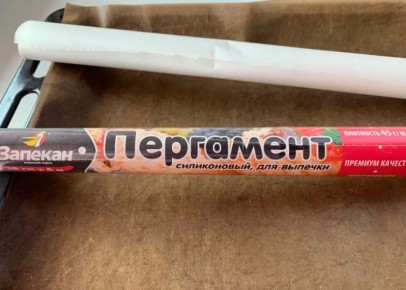 Запекан
Пергамент
силиконовый, для выпечки
ПЛОТНОСТЬ 45 г/м
ПРЕМИУМ КАЧЕСТ